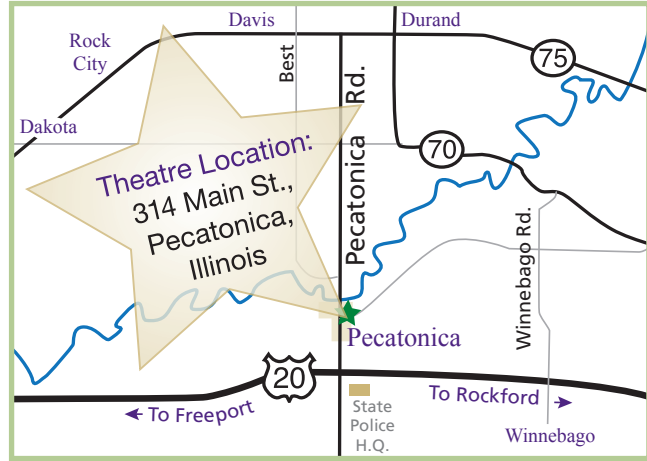 Davis
Durand
Rock
City
Best
75
Pecatonica Rd.
Dakota
70
Theatre Location:
314 Main St.,
Pecatonica,
Illinois
Winnebago Rd.
Pecatonica
20
To Freeport
State
Police
H.Q.
To Rockford
Winnebago